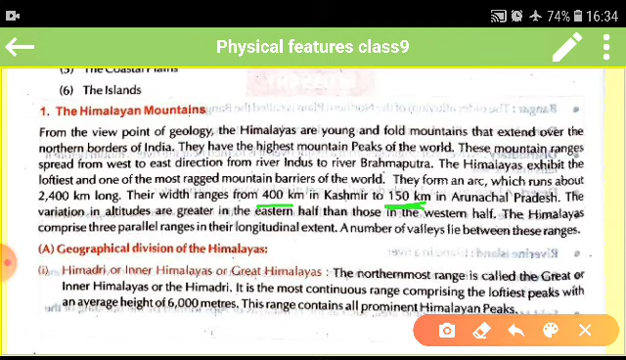 74% 16:34
Physical features class9
(5) The Coastal Plains
(6) The Islands
1. The Himalayan Mountains
From the view point of geology, the Himalayas are young and fold mountains that extend over the
northern borders of India. They have the highest mountain Peaks of the world. These mountain ranges
spread from west to east direction from river Indus to river Brahmaputra. The Himalayas exhibit the
loftiest and one of the most ragged mountain barriers of the world. They form an arc, which runs about
2,400 km long. Their width ranges from 400 km in Kashmir to 150 km in Arunachal Pradesh. The
variation in altitudes are greater in the eastern half than those in the western half. The Himalayas
comprise three parallel ranges in their longitudinal extent. A number of valleys lie between these ranges.
(A) Geographical division of the Himalayas:
(i) Himadri or Inner Himalayas or Great Himalayas : The northernmost range is called the Great or
Inner Himalayas or the Himadri. It is the most continuous range comprising the loftiest peaks with
an average height of 6,000 metres. This range contains all prominent Himalayan Peaks.